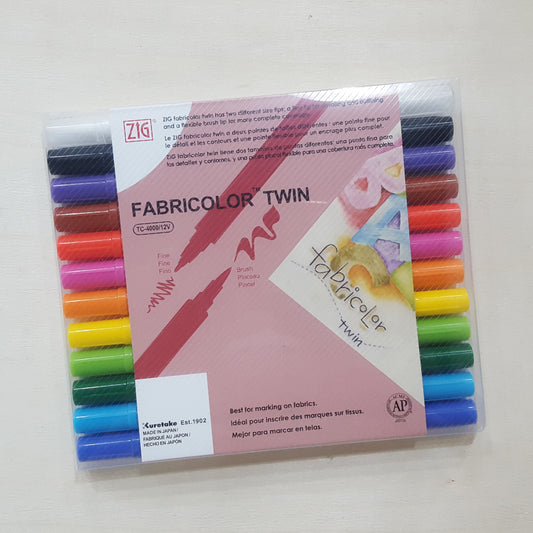 ZIG®
ZIG fabricolor twin has two different size tips; a fine tip for detailing and outlining
and a flexible brush tip for more complete coverage.
Le ZIG fabricolor twin a deux pointes de tailles différentes : une pointe fine pour
le détail et les contours et une pointe flexible pour un encrage plus complet.
ZIG fabricolor twin tiene dos tamaños de puntas diferentes: una punta fina para
los detalles y contornos, y una punta flexible para una cobertura más completa.
FABRICOLOR™ TWIN
TC-4000/12V
Fine
Fine
Fino
Brush
Pinceau
Pincel
fabricolor
twin
Best for marking on fabrics.
Idéal pour inscrire des marques sur tissus.
Mejor para marcar en telas.
Kuretake Est.1902
MADE IN JAPAN/
FABRIQUÉ AU JAPON/
HECHO EN JAPÓN
AP